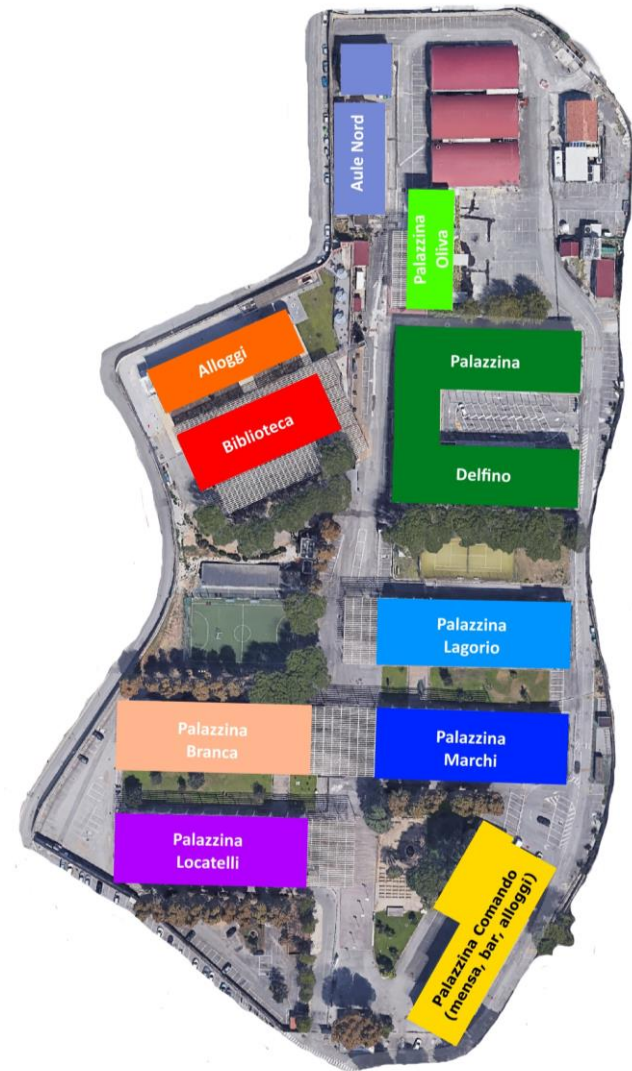 Aule Nord
Palazzina
Oliva
Alloggi
Biblioteca
Palazzina
Delfino
Palazzina
Lagorio
Palazzina
Branca
Palazzina
Marchi
Palazzina
Locatelli
Palazzina Comando
(mensa, bar, alloggi)